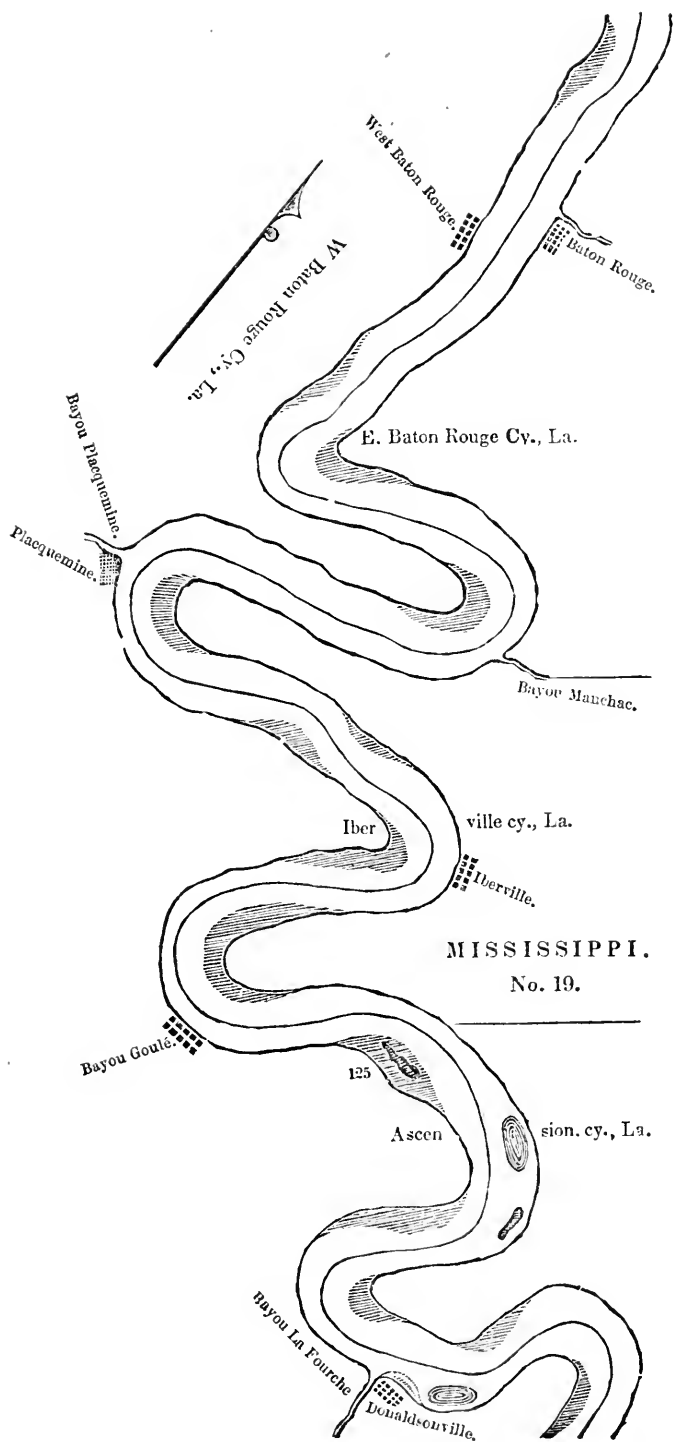 West Baton Rouge.
Baton Rouge.
W Baton Rouge Cy., La.
E. Baton Rouge Cy., La.
Bayou Placquemine.
Placquemine.
Bayou Manchac.
Iber ville cy., La.
Iberville.
MISSISSIPPI.
No. 19.
Bayou Goulé.
125
Ascen sion. cy., La.
Bayou La Fourche
Donaldsonville.